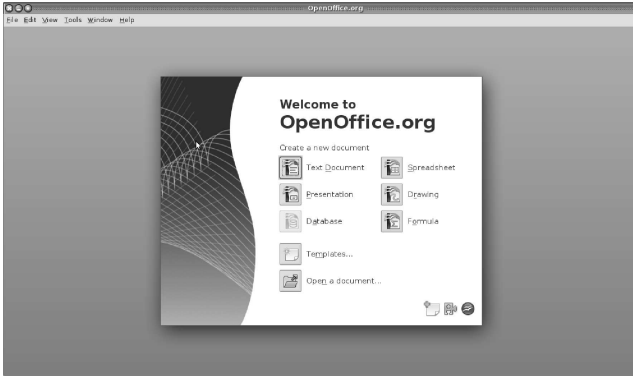 OpenOffice.org
File Edit View Tools Window Help
Welcome to
OpenOffice.org
Create a new document
Text Document Spreadsheet
Presentation Drawing
Database Formula
Templates...
Open a document...